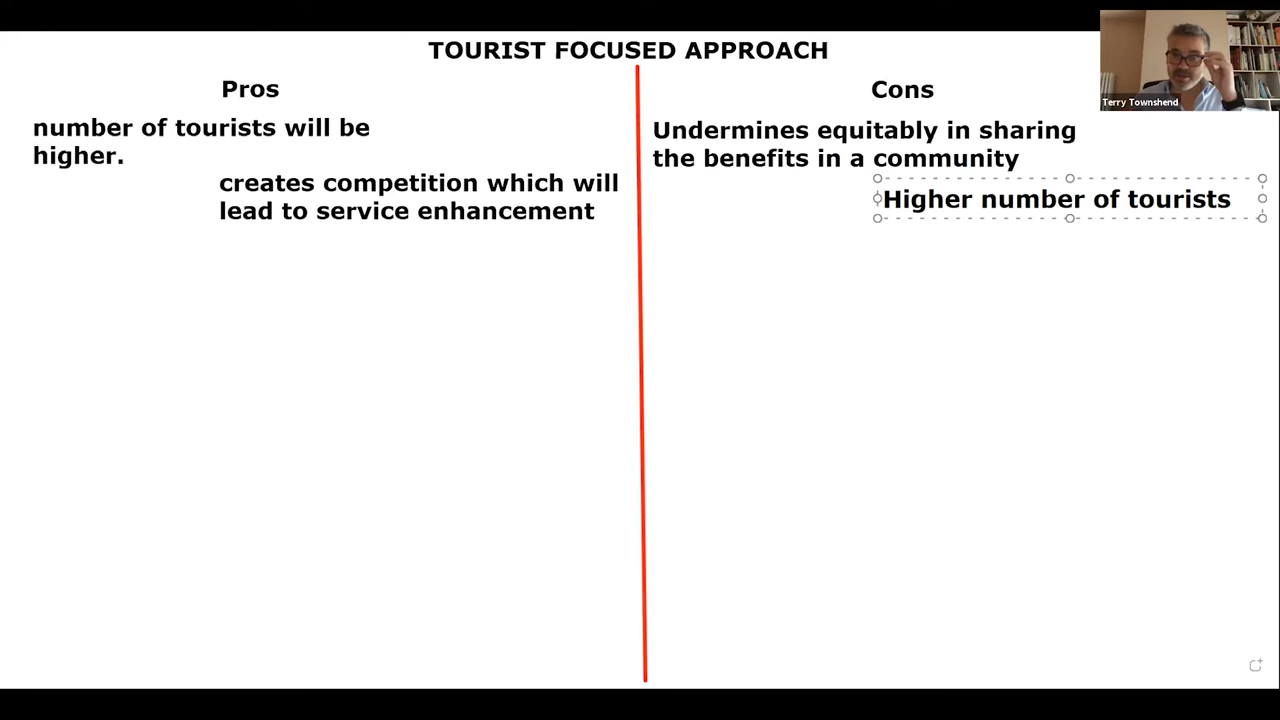 TOURIST FOCUSED APPROACH
Pros
number of tourists will be
higher.
creates competition which will
lead to service enhancement
Cons
Undermines equitably in sharing
the benefits in a community
Higher number of tourists
Terry Townshend